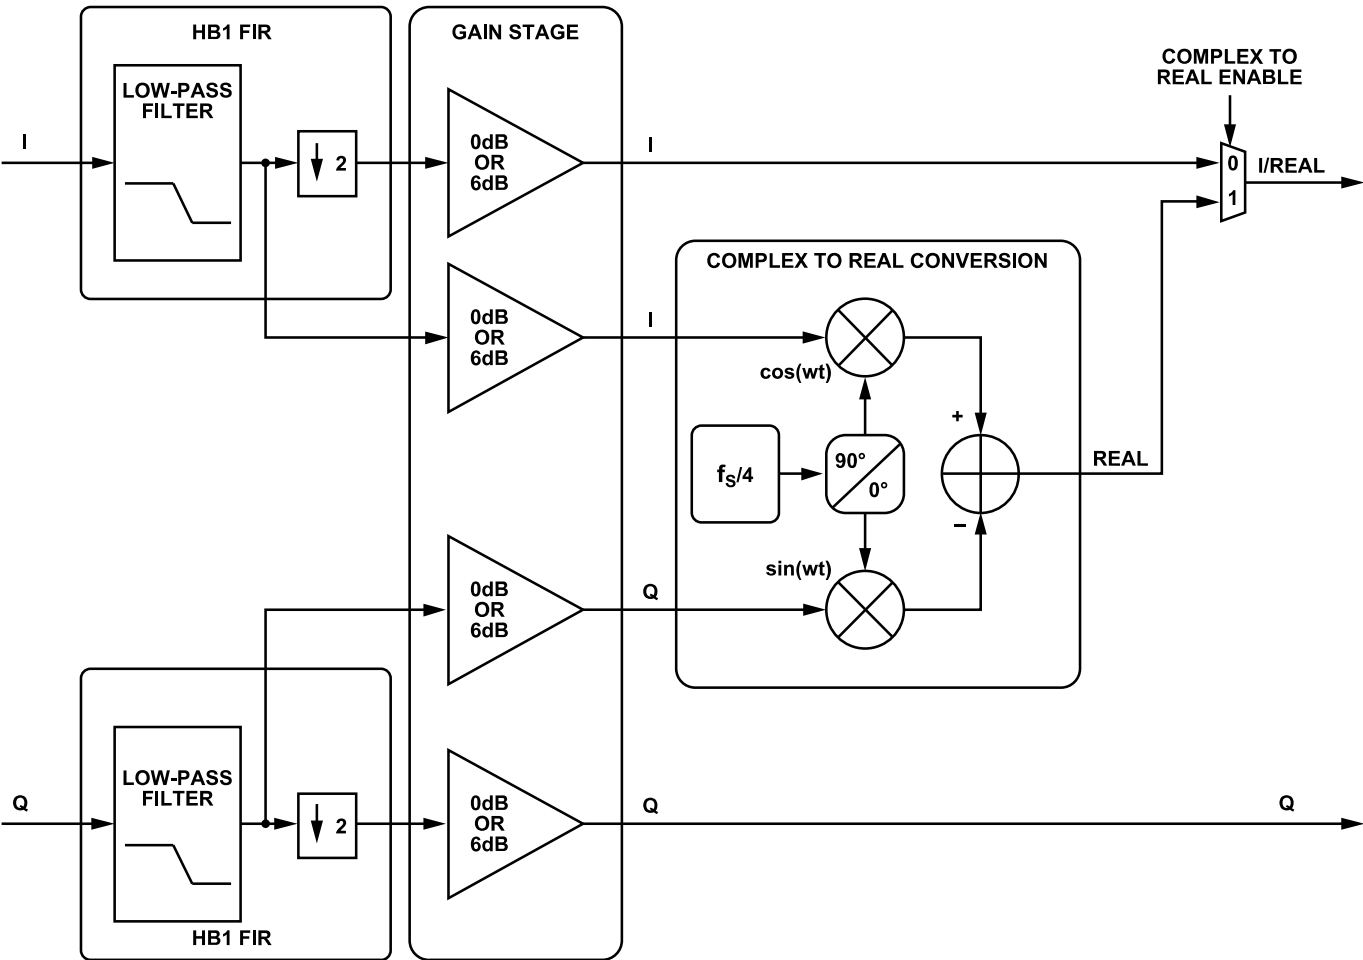 HB1 FIR
GAIN STAGE
COMPLEX TO
REAL ENABLE
LOW-PASS
FILTER
I
2
0dB
OR
6dB
I
0
1
I/REAL
COMPLEX TO REAL CONVERSION
0dB
OR
6dB
I
cos(wt)
+
fS/4
90°
0°
REAL
–
sin(wt)
0dB
OR
6dB
Q
LOW-PASS
FILTER
Q
2
0dB
OR
6dB
Q
Q
HB1 FIR